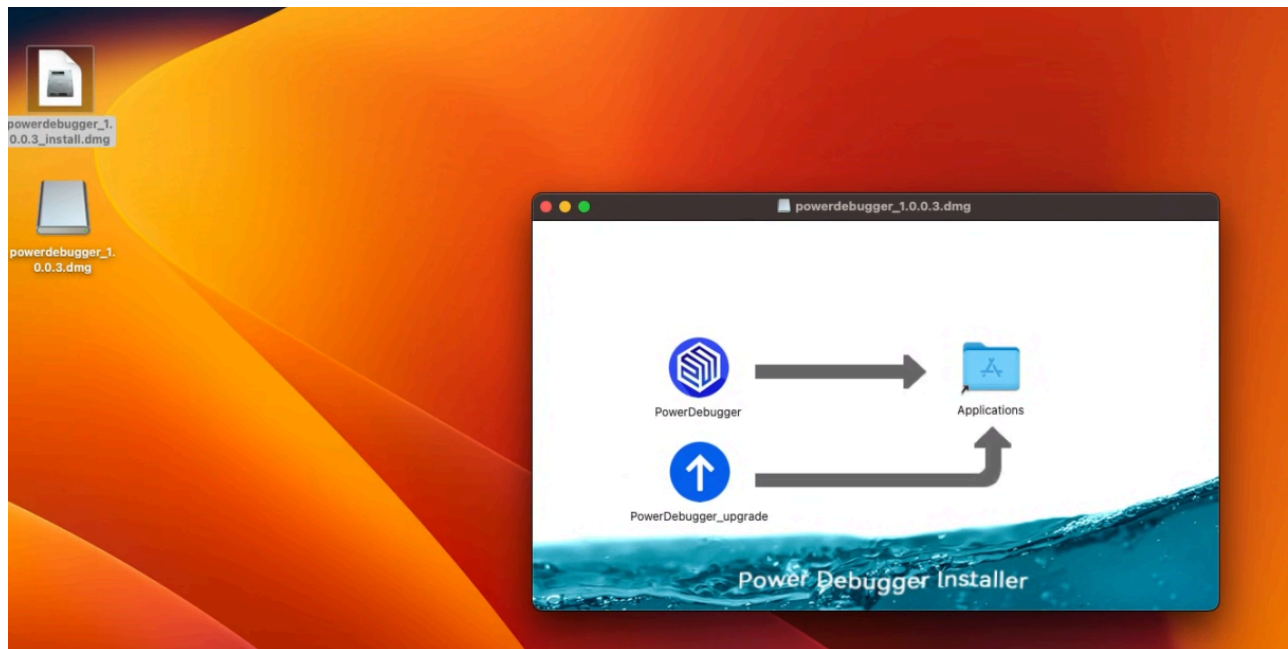 powerdebugger_1.
0.0.3_install.dmg
powerdebugger_1.
0.0.3.dmg
powerdebugger_1.0.0.3.dmg
PowerDebugger
Applications
PowerDebugger_upgrade
Power Debugger Installer